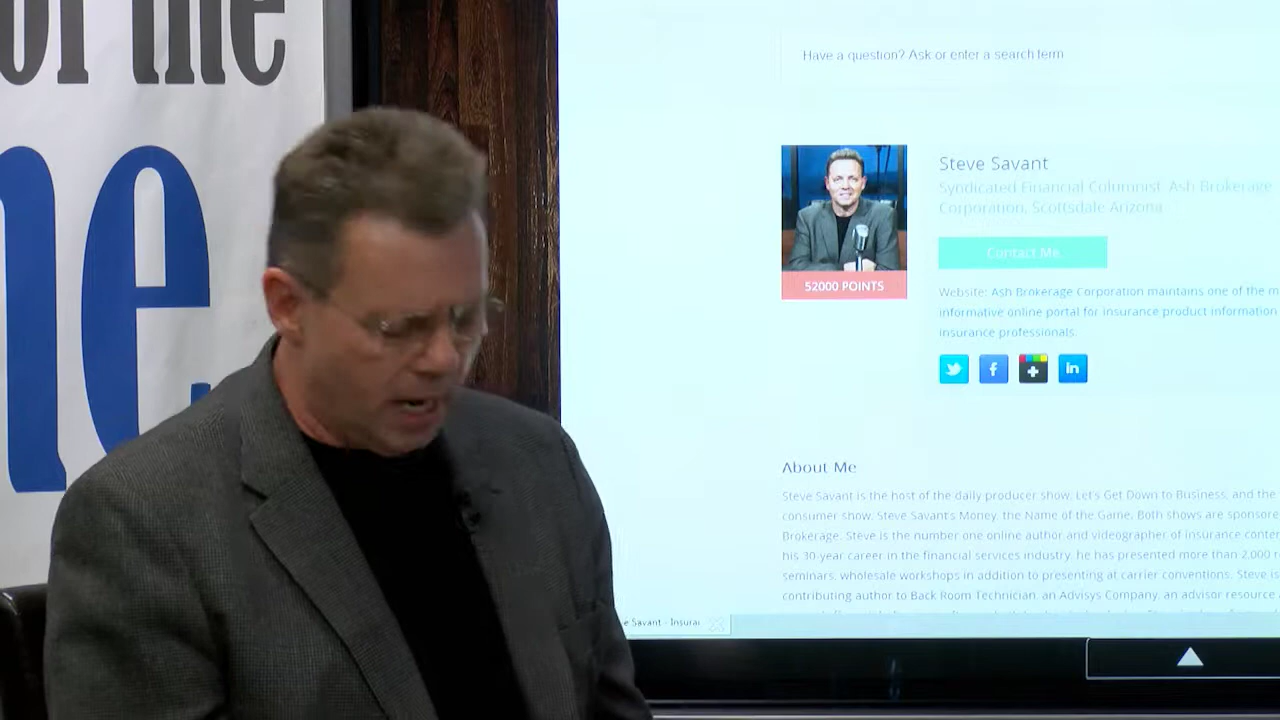 of the
Have a question? Ask or enter a search term
Steve Savant
Syndicated Financial Columnist, Ash Brokerage
Corporation, Scottsdale Arizona
52000 POINTS
Contact Me
Website: Ash Brokerage Corporation maintains one of the m
informative online portal for insurance product information
insurance professionals.
in
About Me
Steve Savant is the host of the daily producer show, Let's Get Down to Business, and the
consumer show, Steve Savant's Money, the Name of the Game. Both shows are sponsore
Brokerage. Steve is the number one online author and videographer of insurance conter
his 30-year career in the financial services industry, he has presented more than 2,000
seminars, wholesale workshops in addition to presenting at carrier conventions. Steve is
contributing author to Back Room Technician, an Advisys Company, an advisor resource
e Savant - Insurar